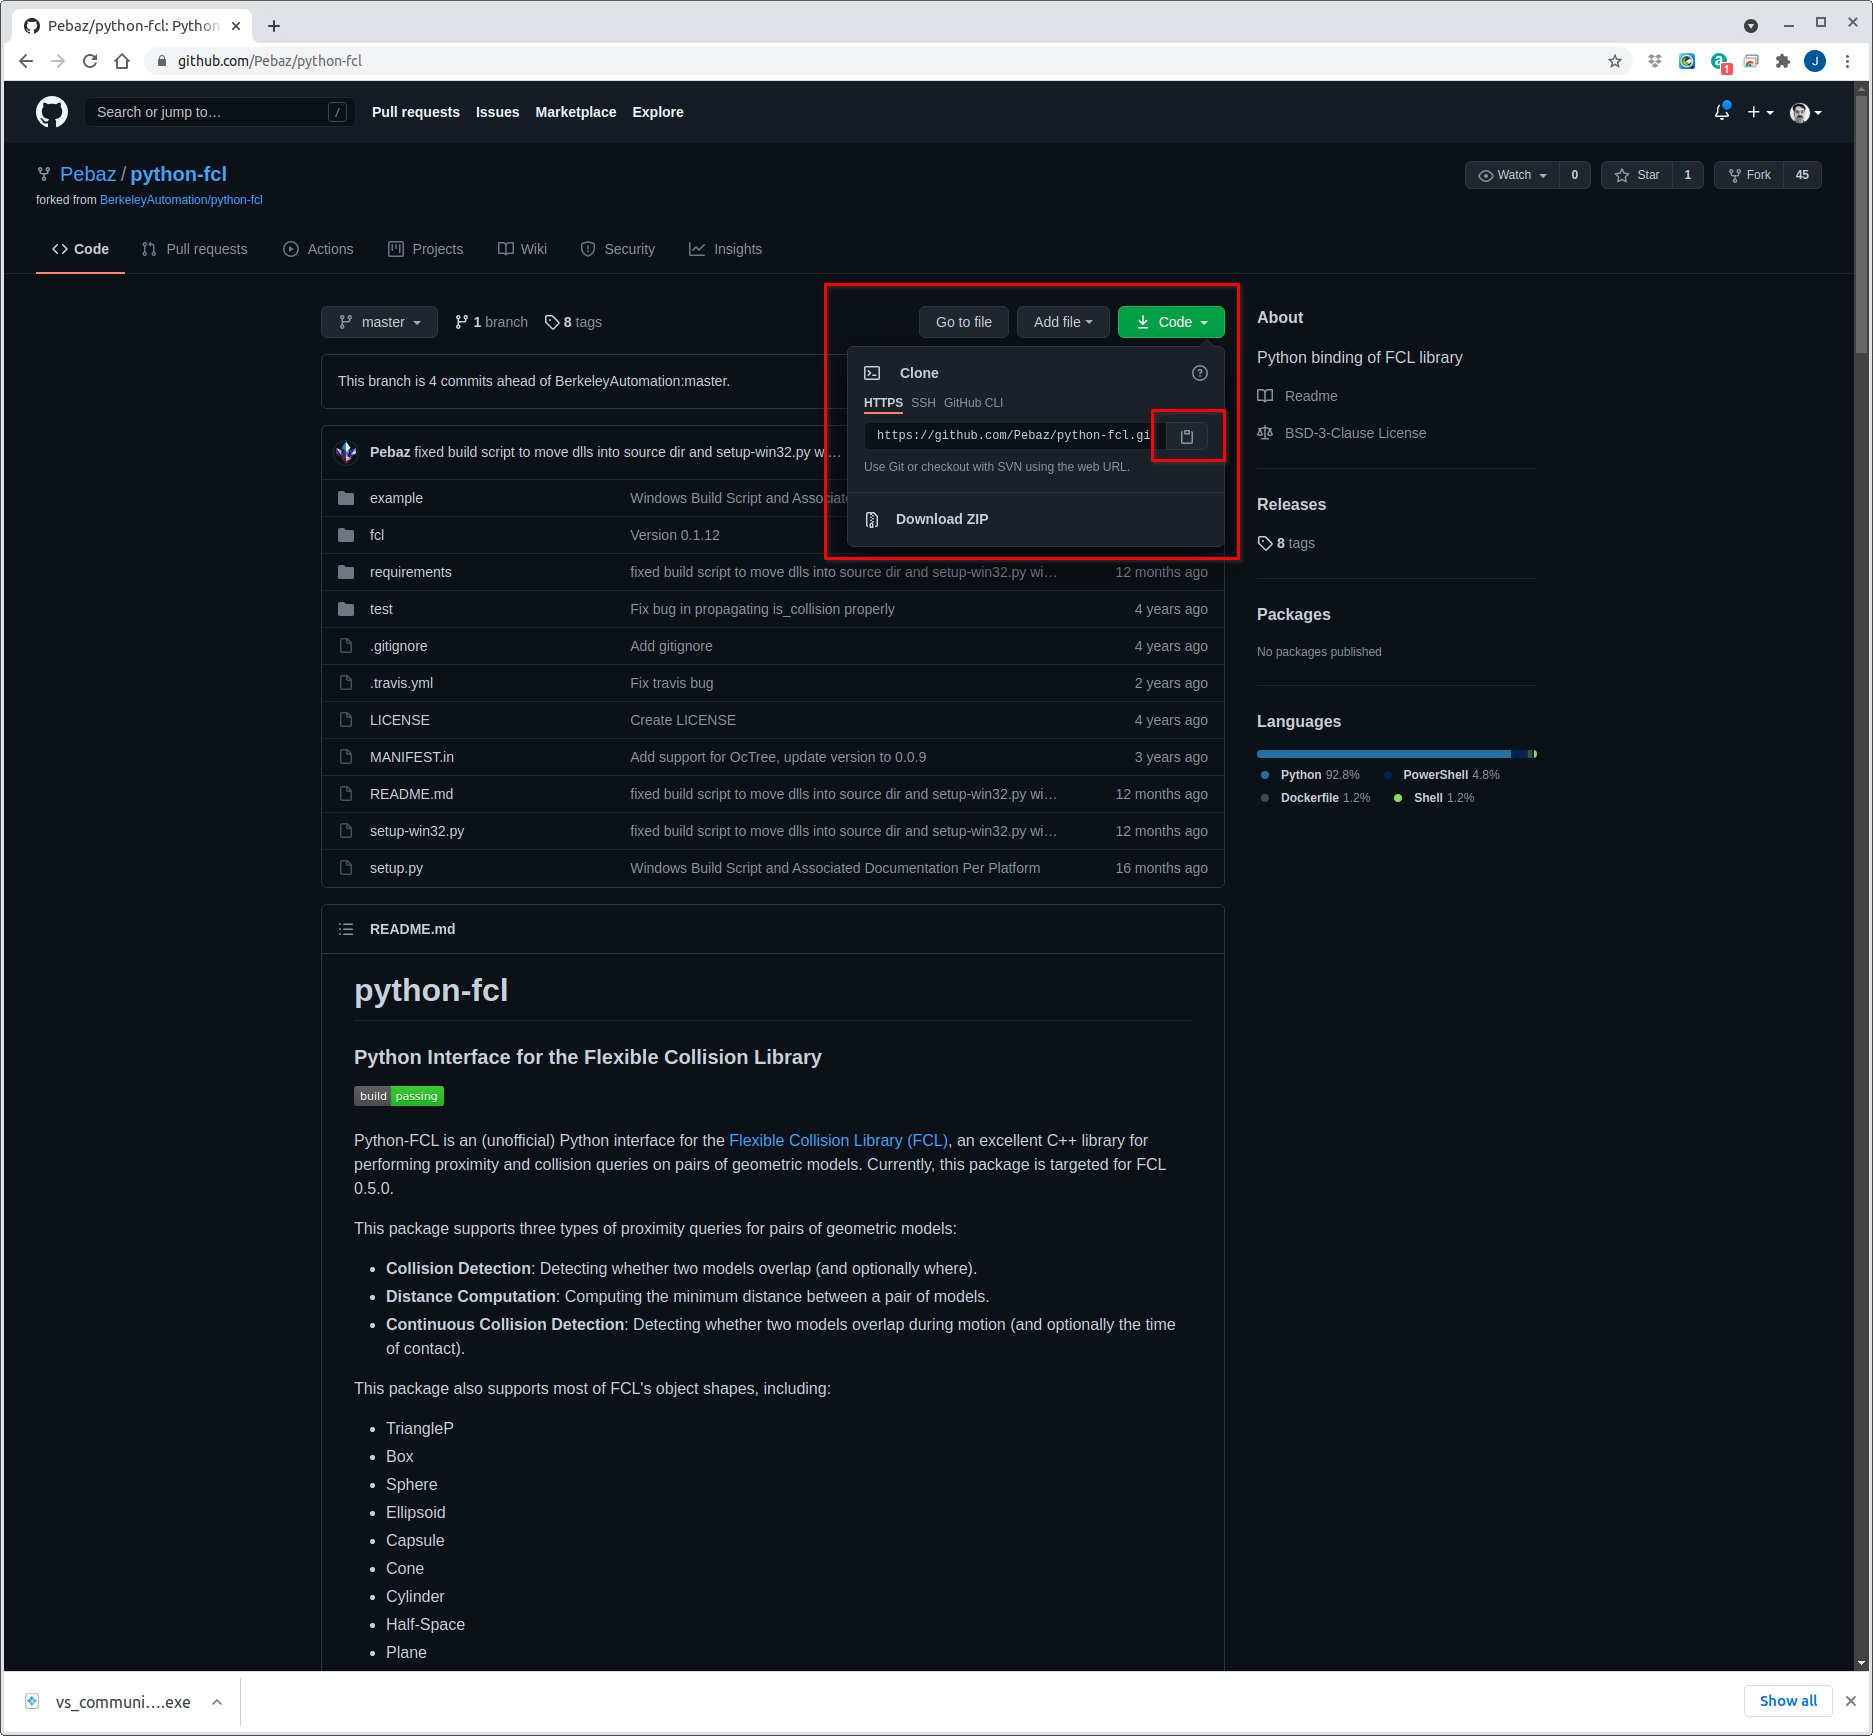 Pebaz/python-fcl: Python
github.com/Pebaz/python-fcl
1
J
Search or jump to…
/
Pull requests
Issues
Marketplace
Explore
Pebaz / python-fcl
Watch
0
Star
1
Fork
45
forked from BerkeleyAutomation/python-fcl
Code
Pull requests
Actions
Projects
Wiki
Security
Insights
master
1 branch
8 tags
Go to file
Add file
Code
Clone
HTTPS
SSH
GitHub CLI
https://github.com/Pebaz/python-fcl.gi
Use Git or checkout with SVN using the web URL.
Download ZIP
This branch is 4 commits ahead of BerkeleyAutomation:master.
Pebaz fixed build script to move dlls into source dir and setup-win32.py wi…
example
Windows Build Script and Associate
fcl
Version 0.1.12
requirements
fixed build script to move dlls into source dir and setup-win32.py wi…
12 months ago
test
Fix bug in propagating is_collision properly
4 years ago
.gitignore
Add gitignore
4 years ago
.travis.yml
Fix travis bug
2 years ago
LICENSE
Create LICENSE
4 years ago
MANIFEST.in
Add support for OcTree, update version to 0.0.9
3 years ago
README.md
fixed build script to move dlls into source dir and setup-win32.py wi…
12 months ago
setup-win32.py
fixed build script to move dlls into source dir and setup-win32.py wi…
12 months ago
setup.py
Windows Build Script and Associated Documentation Per Platform
16 months ago
About
Python binding of FCL library
Readme
BSD-3-Clause License
Releases
8 tags
Packages
No packages published
Languages
Python 92.8%
PowerShell 4.8%
Dockerfile 1.2%
Shell 1.2%
README.md
python-fcl
Python Interface for the Flexible Collision Library
build passing
Python-FCL is an (unofficial) Python interface for the Flexible Collision Library (FCL), an excellent C++ library for
performing proximity and collision queries on pairs of geometric models. Currently, this package is targeted for FCL
0.5.0.
This package supports three types of proximity queries for pairs of geometric models:
• Collision Detection: Detecting whether two models overlap (and optionally where).
• Distance Computation: Computing the minimum distance between a pair of models.
• Continuous Collision Detection: Detecting whether two models overlap during motion (and optionally the time
of contact).
This package also supports most of FCL's object shapes, including:
• TriangleP
• Box
• Sphere
• Ellipsoid
• Capsule
• Cone
• Cylinder
• Half-Space
• Plane
vs_communi….exe
Show all